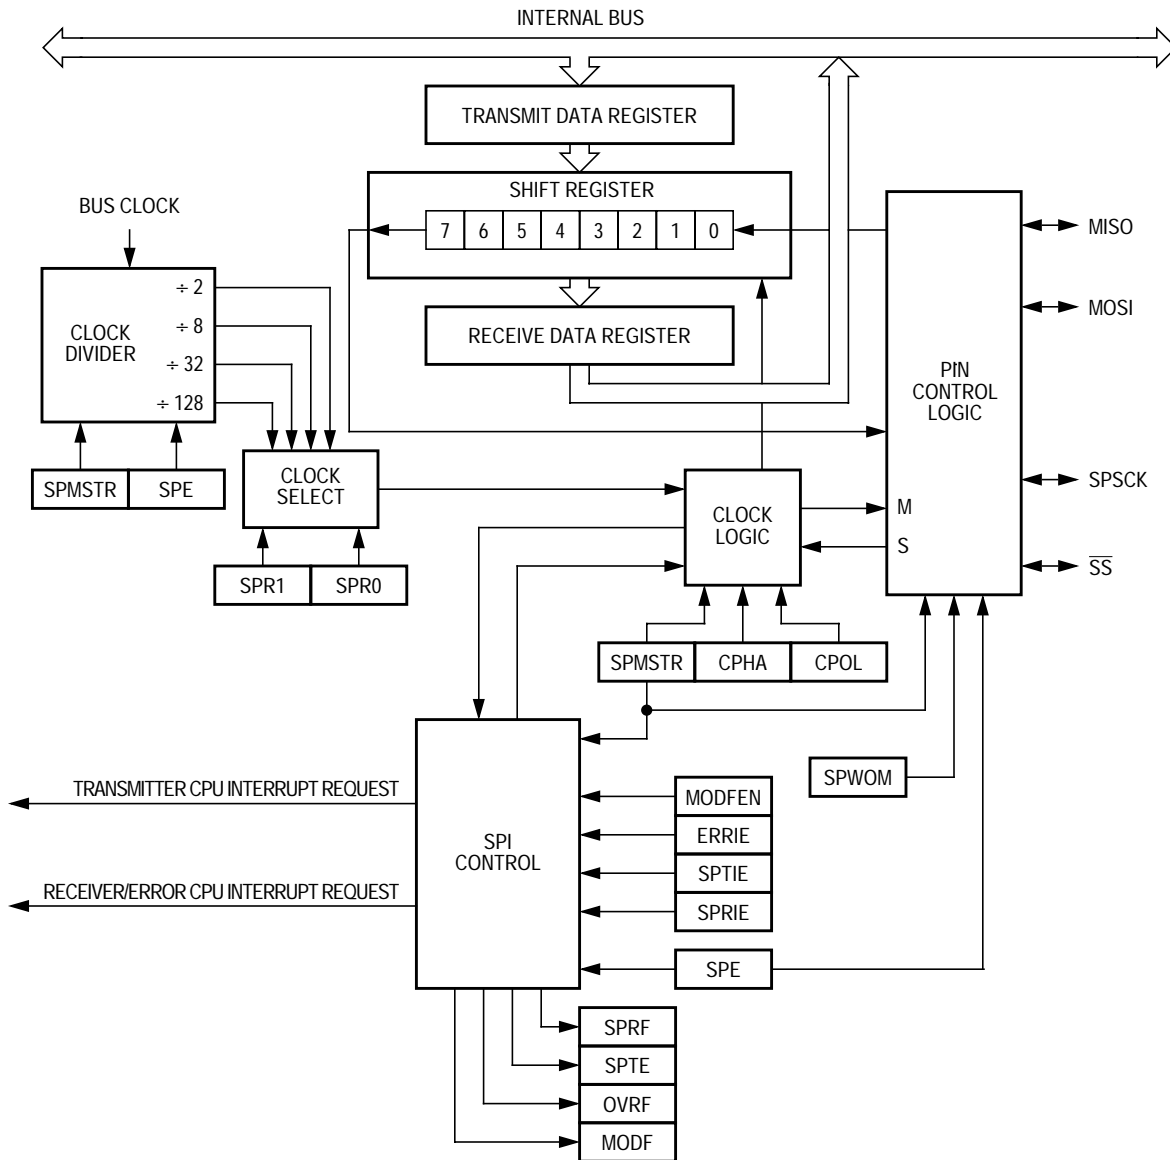 INTERNAL BUS
TRANSMIT DATA REGISTER
SHIFT REGISTER
7 6 5 4 3 2 1 0
BUS CLOCK
MISO
÷ 2
MOSI
÷ 8
CLOCK
DIVIDER
RECEIVE DATA REGISTER
÷ 32
÷ 128
PIN
CONTROL
LOGIC
SPMSTR SPE
CLOCK
SELECT
SPSCK
M
CLOCK
LOGIC
S
SS
SPR1 SPR0
SPMSTR CPHA CPOL
SPWOM
TRANSMITTER CPU INTERRUPT REQUEST
MODFEN
ERRIE
SPI
CONTROL
SPTIE
RECEIVER/ERROR CPU INTERRUPT REQUEST
SPRIE
SPE
SPRF
SPTE
OVRF
MODF